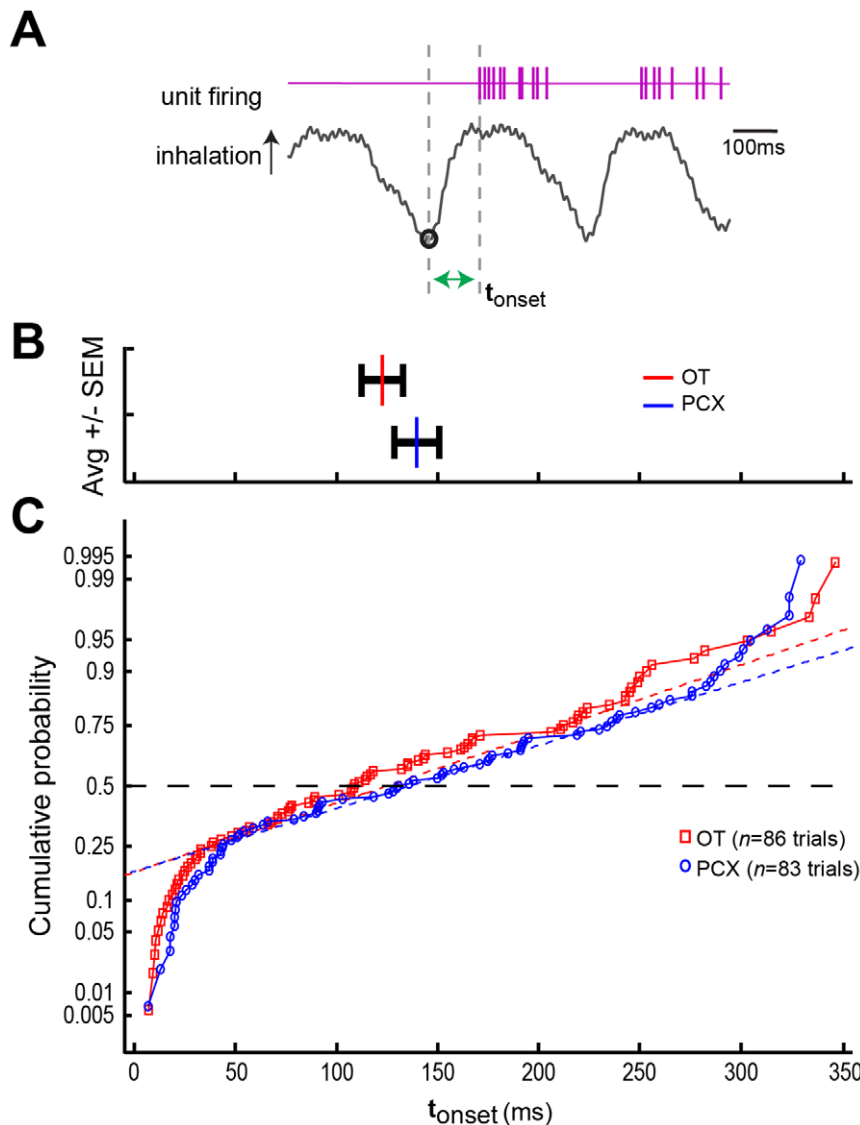 A
unit firing
inhalation
100ms
tonset
B
Avg +/- SEM
OT
PCX
C
Cumulative probability
0.995
0.99
0.95
0.9
0.75
0.5
0.25
0.1
0.05
0.01
0.005
OT (n=86 trials)
PCX (n=83 trials)
0 50 100 150 200 250 300 350
tonset (ms)